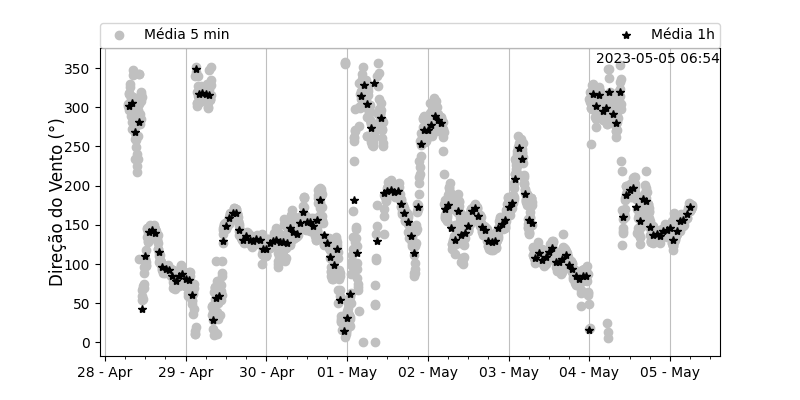 Média 5 min
Média 1h
2023-05-05 06:54
Direção do Vento (°)
350
300
250
200
150
100
50
0
28 - Apr
29 - Apr
30 - Apr
01 - May
02 - May
03 - May
04 - May
05 - May